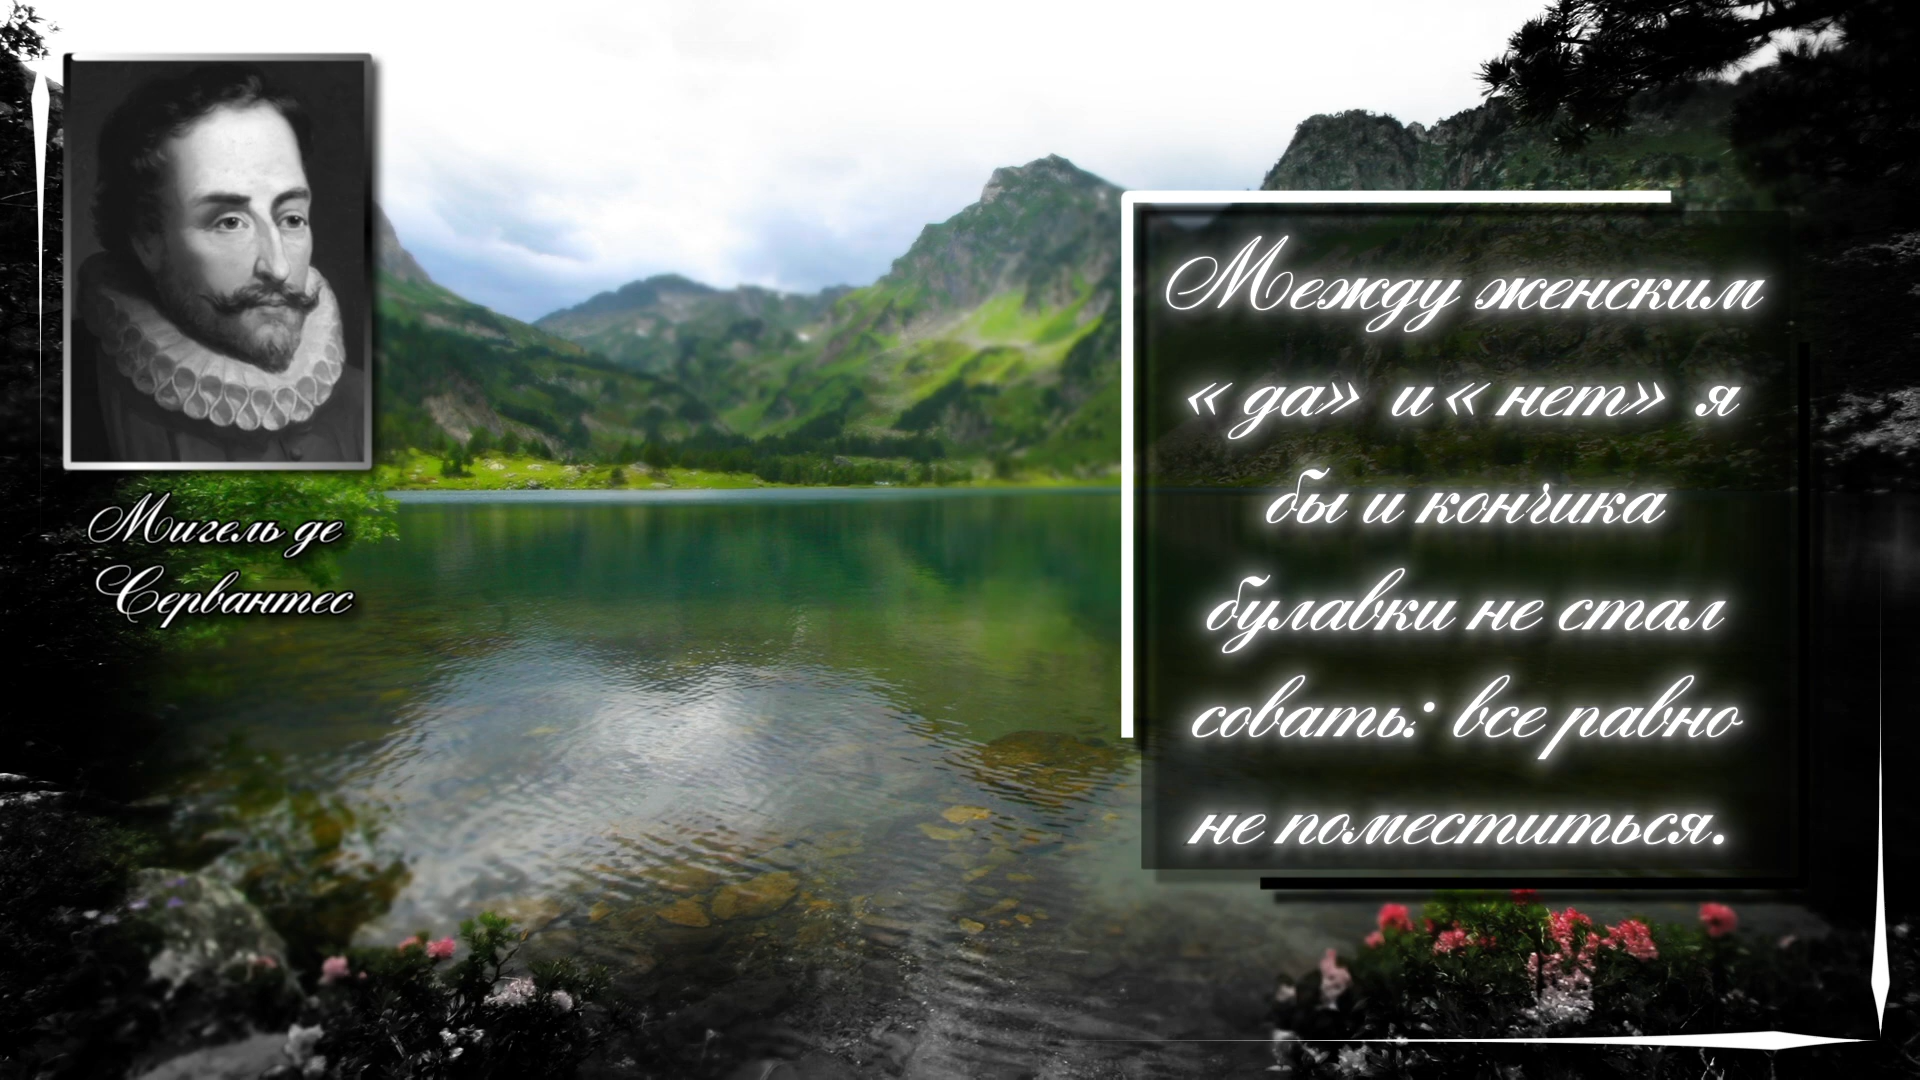 Мигель де
Сервантес
Между женским
«да» и «нет» я
бы и кончика
булавки не стал
совать: все равно
не поместиться.